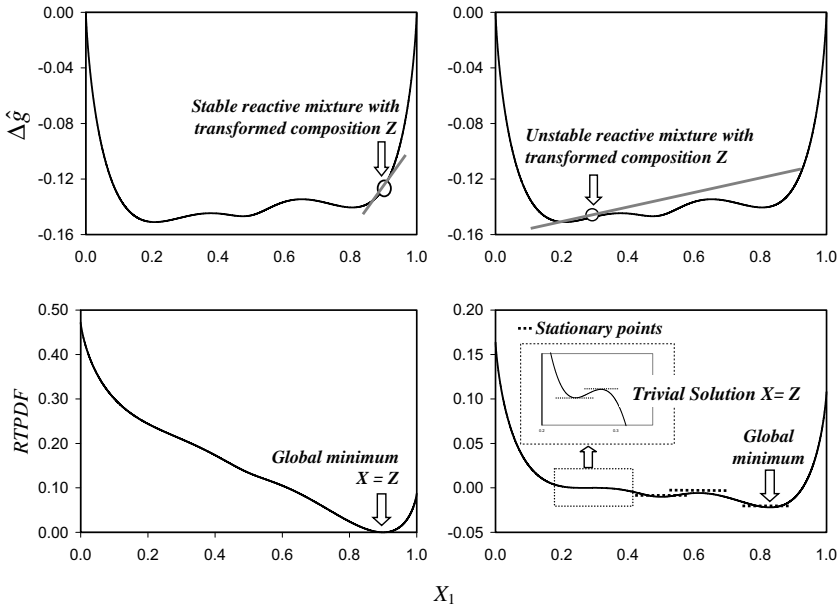 0.00
-0.04
-0.08
-0.12
-0.16
Δĝ
Stable reactive mixture with
transformed composition Z
0.0 0.2 0.4 0.6 0.8 1.0
0.00
-0.04
-0.08
-0.12
-0.16
Unstable reactive mixture with
transformed composition Z
0.0 0.2 0.4 0.6 0.8 1.0
0.50
0.40
0.30
0.20
0.10
0.00
RTPDF
Global minimum
X = Z
0.0 0.2 0.4 0.6 0.8 1.0
0.20
0.15
0.10
0.05
0.00
-0.05
Stationary points
Trivial Solution X= Z
Global
minimum
0.0 0.2 0.4 0.6 0.8 1.0
X1